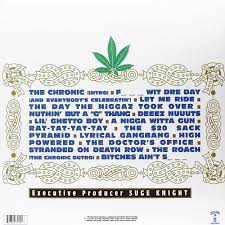 THE CHRONIC (INTRO) F_ _ _ WIT DRE DAY
(AND EVERYBODY'S CELEBRATIN') LET ME RIDE
THE DAY THE NIGGAZ TOOK OVER
NUTHIN' BUT A "G" THANG DEEEZ NUUUTS
LIL' GHETTO BOY A NIGGA WITTA GUN
RAT-TAT-TAT-TAT THE $20 SACK
PYRAMID LYRICAL GANGBANG HIGH
POWERED THE DOCTOR'S OFFICE
STRANDED ON DEATH ROW THE ROACH
(THE CHRONIC OUTRO) BITCHES AIN'T S_ _ _
Executive Producer SUGE KNIGHT